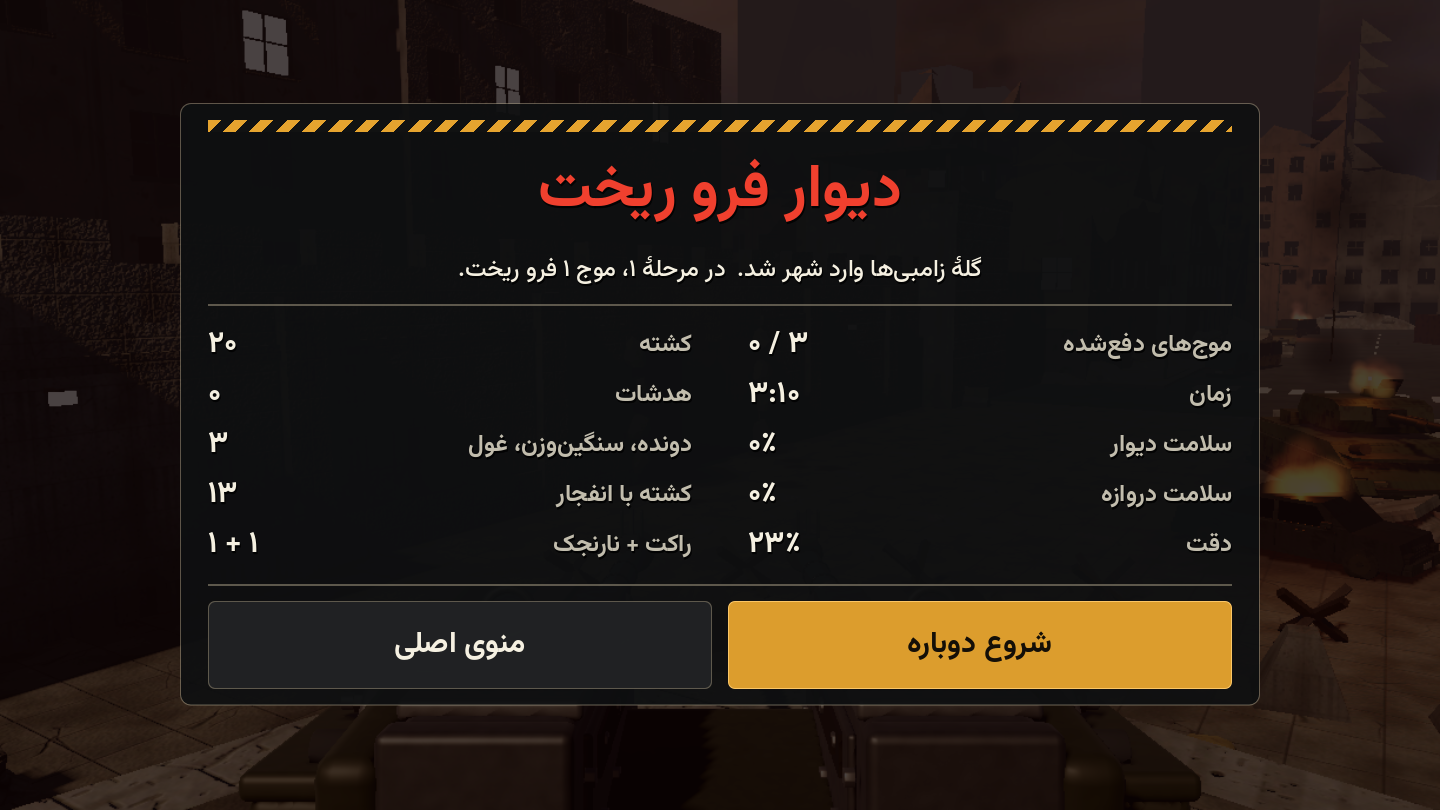 دیوار فرو ریخت
گلهٔ زامبی‌ها وارد شهر شد. در مرحلهٔ ۱، موج ۱ فرو ریخت.
موج‌های دفع‌شده ۰ / ۳ کشته ۲۰
زمان ۳:۱۰ هدشات ۰
سلامت دیوار ۰٪ دونده، سنگین‌وزن، غول ۳
سلامت دروازه ۰٪ کشته با انفجار ۱۳
دقت ۲۳٪ راکت + نارنجک ۱ + ۱
شروع دوباره منوی اصلی